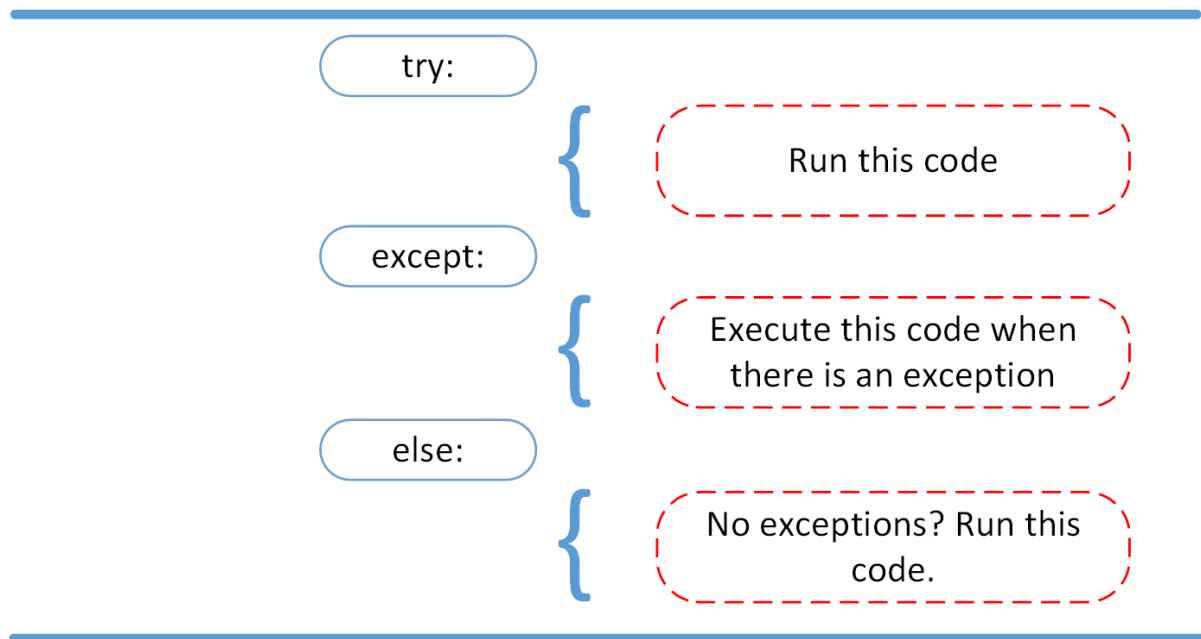 try:
Run this code
except:
Execute this code when
there is an exception
else:
No exceptions? Run this
code.